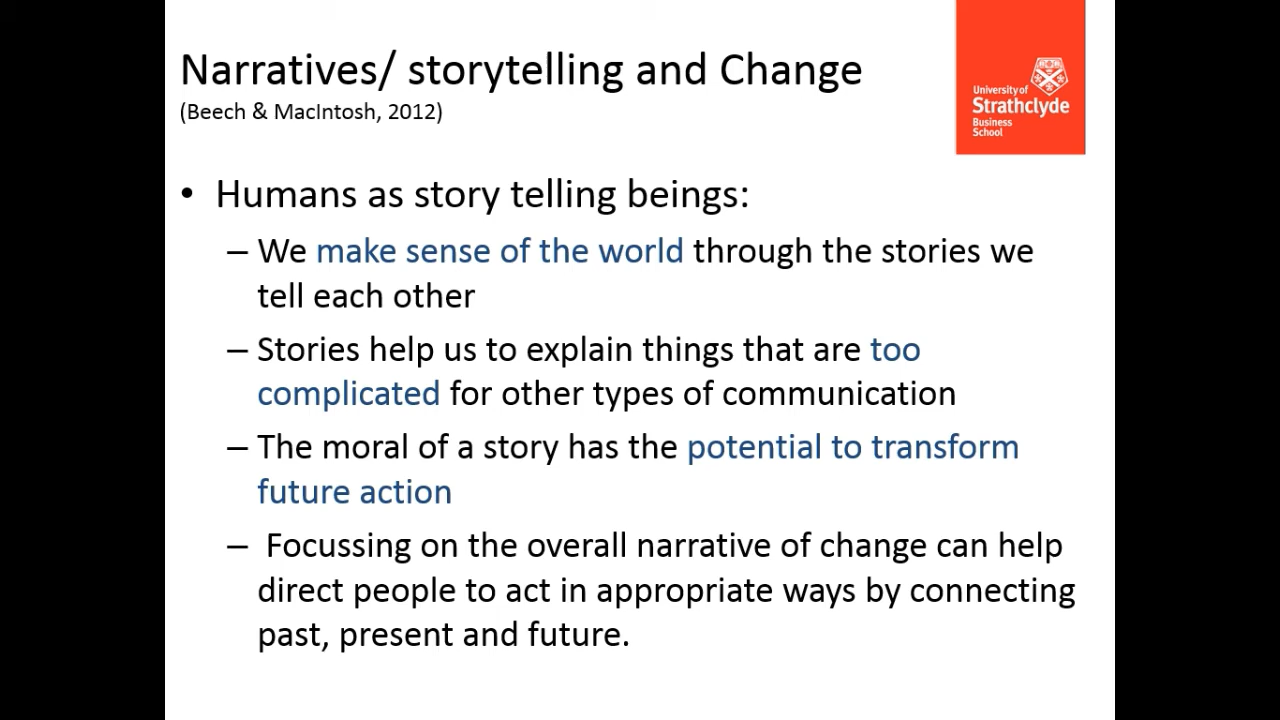 Narratives/ storytelling and Change
(Beech & MacIntosh, 2012)
University of
Strathclyde
Business
School
• Humans as story telling beings:
– We make sense of the world through the stories we
tell each other
– Stories help us to explain things that are too
complicated for other types of communication
– The moral of a story has the potential to transform
future action
– Focussing on the overall narrative of change can help
direct people to act in appropriate ways by connecting
past, present and future.